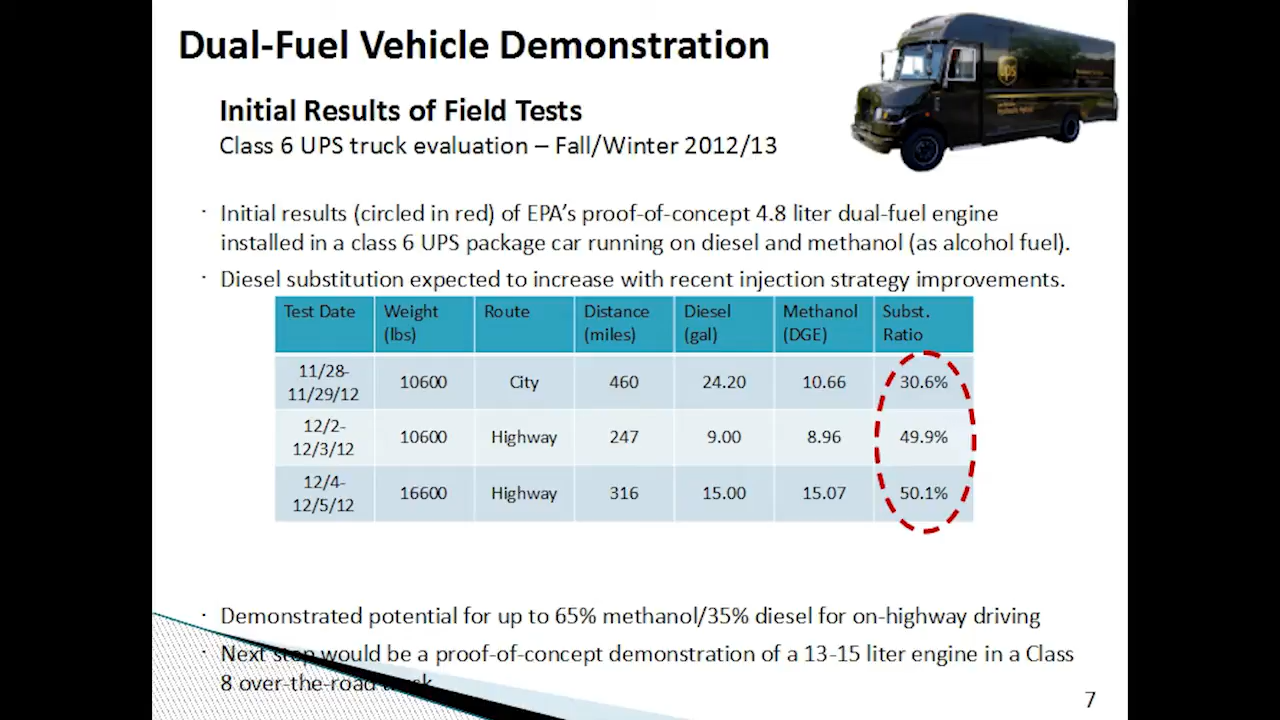 Dual-Fuel Vehicle Demonstration
Initial Results of Field Tests
Class 6 UPS truck evaluation – Fall/Winter 2012/13
ups
· Initial results (circled in red) of EPA's proof-of-concept 4.8 liter dual-fuel engine
installed in a class 6 UPS package car running on diesel and methanol (as alcohol fuel).
· Diesel substitution expected to increase with recent injection strategy improvements.
Test Date Weight (lbs) Route Distance (miles) Diesel (gal) Methanol (DGE) Subst. Ratio
11/28-11/29/12 10600 City 460 24.20 10.66 30.6%
12/2-12/3/12 10600 Highway 247 9.00 8.96 49.9%
12/4-12/5/12 16600 Highway 316 15.00 15.07 50.1%
· Demonstrated potential for up to 65% methanol/35% diesel for on-highway driving
· Next step would be a proof-of-concept demonstration of a 13-15 liter engine in a Class
8 over-the-road truck
7